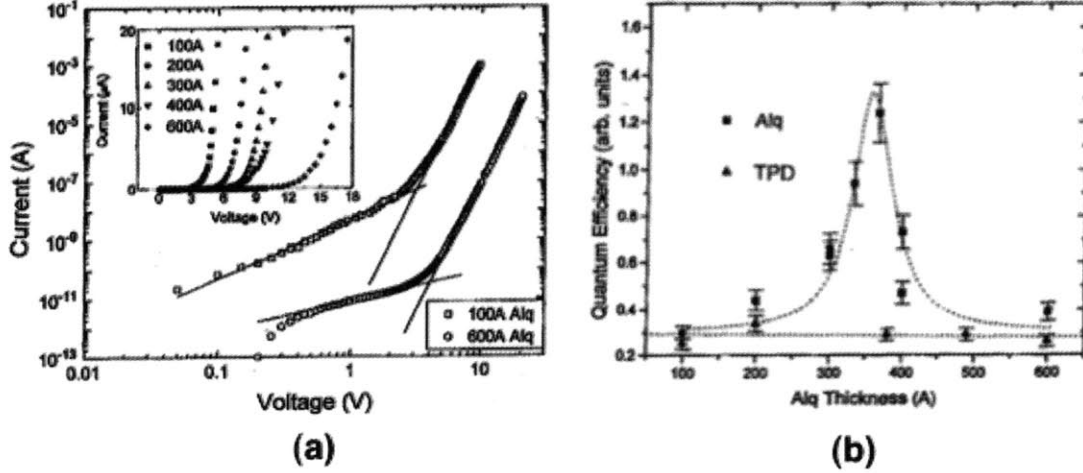 10⁻¹
10⁻³
10⁻⁵
10⁻⁷
10⁻⁹
10⁻¹¹
10⁻¹³
Current (A)
0.01 0.1 1 10
Voltage (V)
20
10
0
Current (μA)
100A
200A
300A
400A
600A
0 3 6 9 12 15 18
Voltage (V)
100A Alq
600A Alq
(a)
1.6
1.4
1.2
1.0
0.8
0.6
0.4
0.2
Quantum Efficiency (arb. units)
Alq
TPD
100 200 300 400 500 600
Alq Thickness (A)
(b)